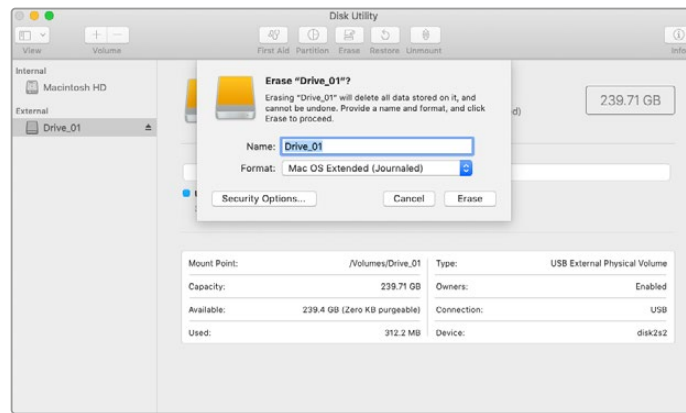 Disk Utility
View
Volume
First Aid Partition Erase Restore Unmount
Info
Internal
Macintosh HD
External
Drive_01
Erase "Drive_01"?
Erasing "Drive_01" will delete all data stored on it, and
cannot be undone. Provide a name and format, and click
Erase to proceed.
Name: Drive_01
Format: Mac OS Extended (Journaled)
Security Options... Cancel Erase
d)
239.71 GB
Mount Point: /Volumes/Drive_01
Type: USB External Physical Volume
Capacity: 239.71 GB
Owners: Enabled
Available: 239.4 GB (Zero KB purgeable)
Connection: USB
Used: 312.2 MB
Device: disk2s2